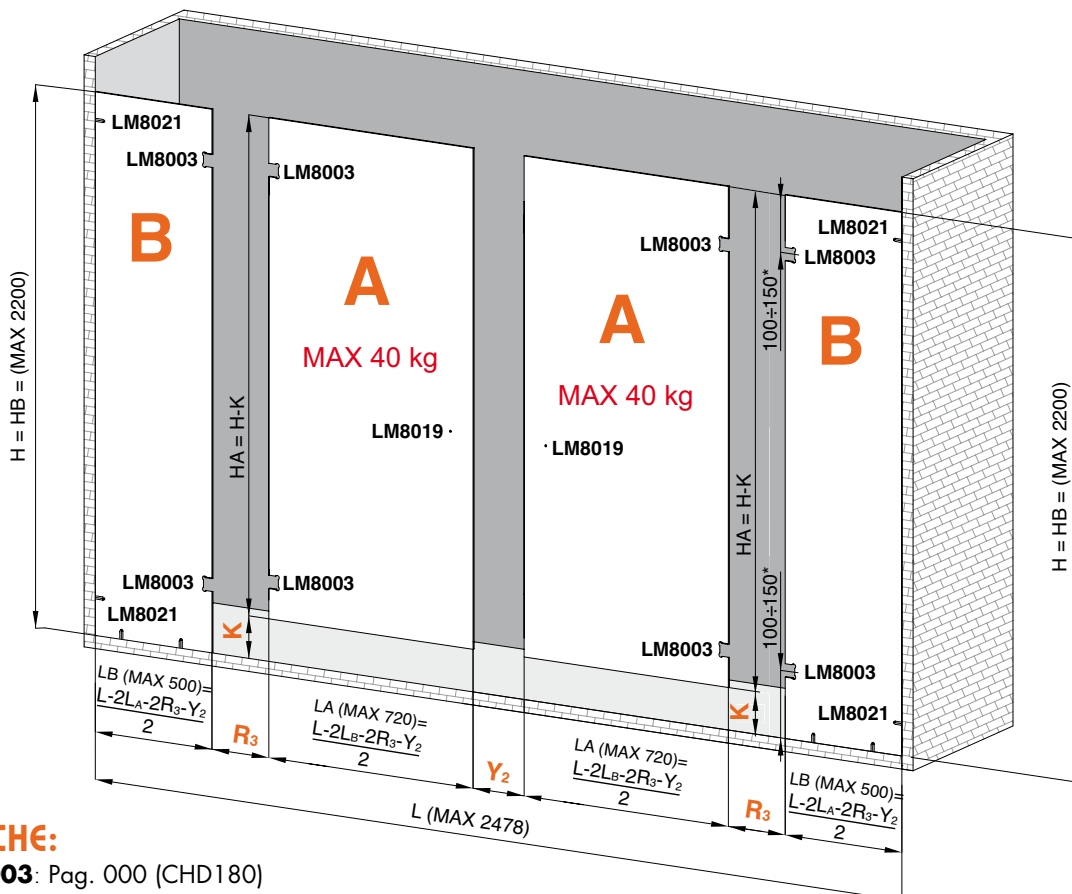 LM8021
LM8003
LM8003
B
A
MAX 40 kg
LM8019
H = HB = (MAX 2200)
HA = H-K
LM8003
LM8003
LM8021
K
LM8003
LM8021
LM8003
100÷150*
A
B
MAX 40 kg
LM8019
HA = H-K
100÷150*
H = HB = (MAX 2200)
LM8003
LM8003
LM8021
K
LB (MAX 500)=
L-2LA-2R3-Y2
2
R3
LA (MAX 720)=
L-2LB-2R3-Y2
2
Y2
LA (MAX 720)=
L-2LB-2R3-Y2
2
R3
LB (MAX 500)=
L-2LA-2R3-Y2
2
L (MAX 2478)
CHE:
03: Pag. 000 (CHD180)